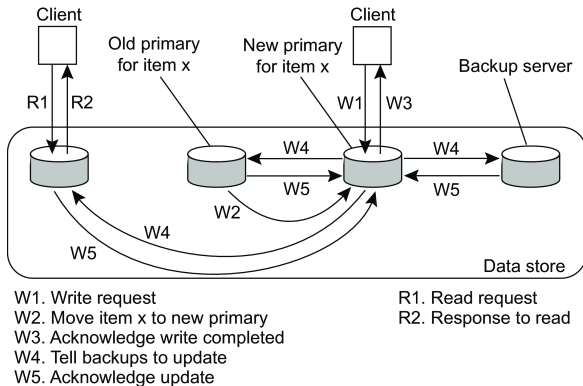 Client
Client
Old primary
for item x
New primary
for item x
Backup server
R1
R2
W1
W3
W4
W4
W5
W5
W2
W4
W5
Data store
W1. Write request
W2. Move item x to new primary
W3. Acknowledge write completed
W4. Tell backups to update
W5. Acknowledge update
R1. Read request
R2. Response to read